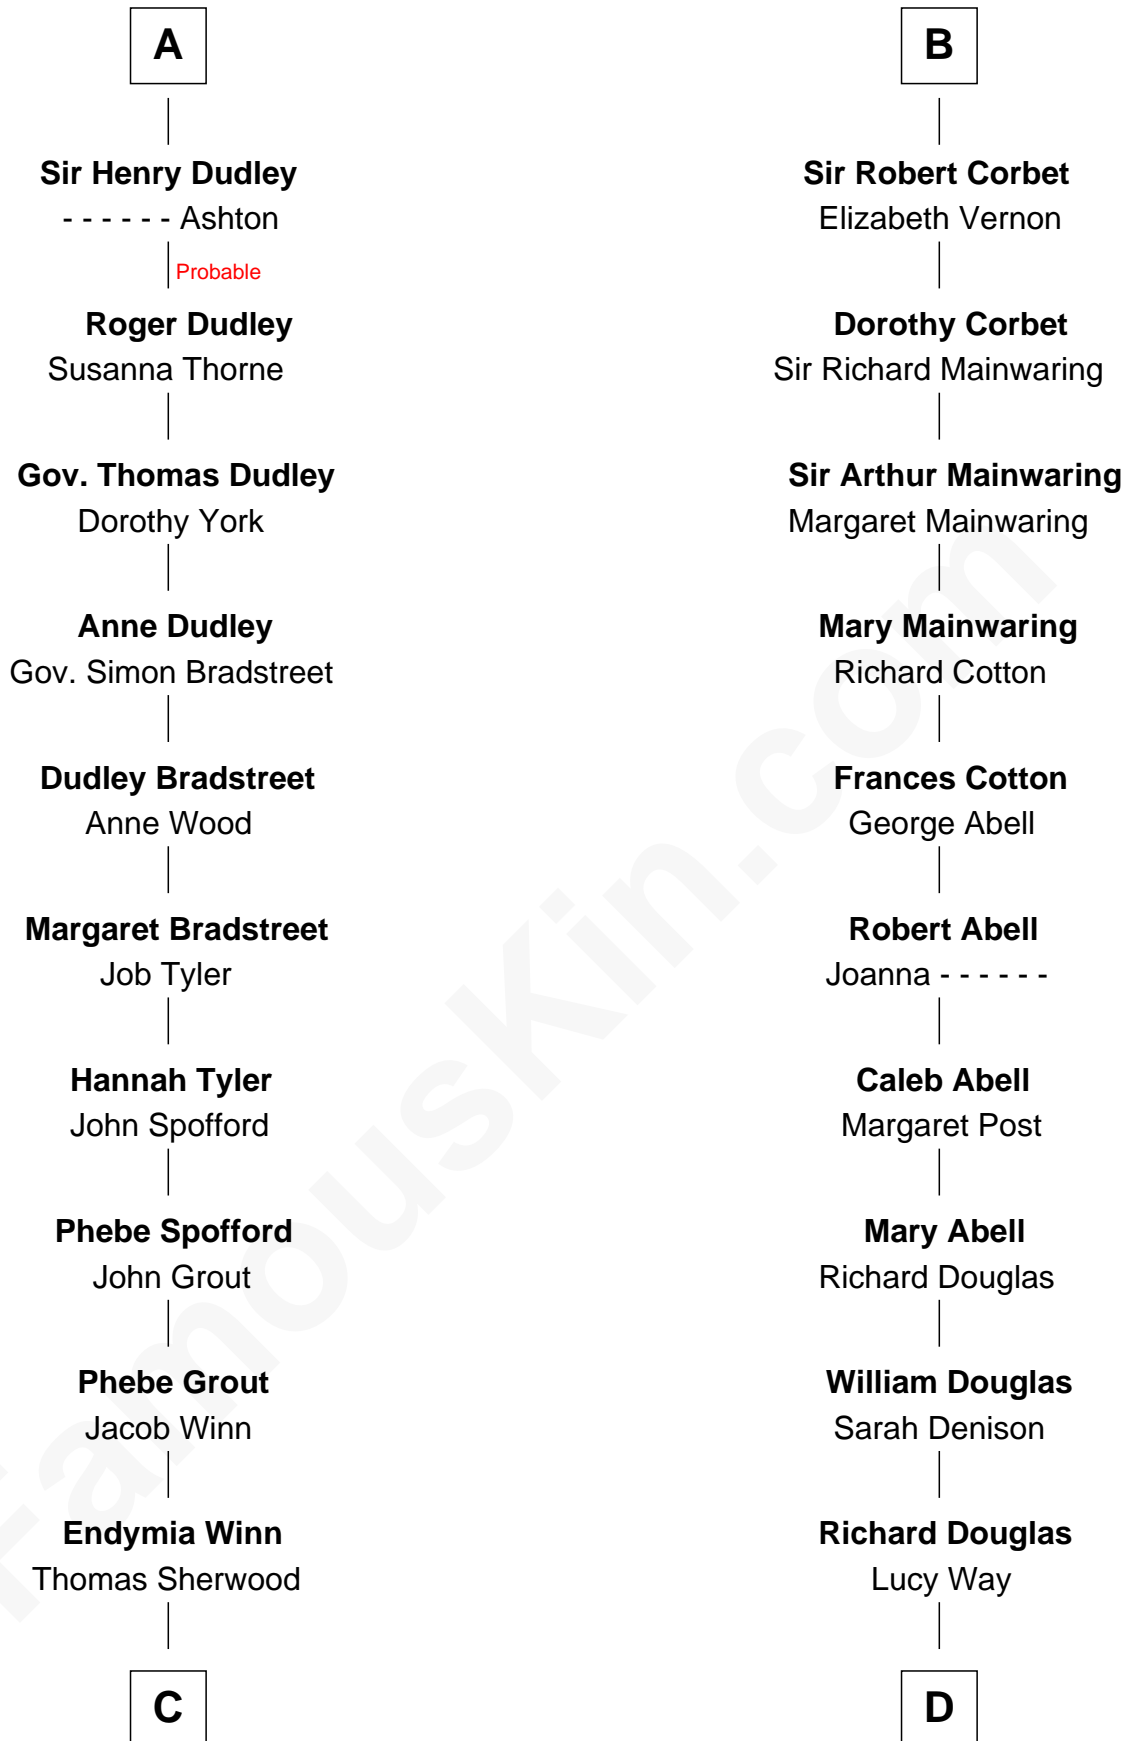 A
Sir Henry Dudley
- - - - - - Ashton
Probable
Roger Dudley
Susanna Thorne
Gov. Thomas Dudley
Dorothy York
Anne Dudley
Gov. Simon Bradstreet
Dudley Bradstreet
Anne Wood
Margaret Bradstreet
Job Tyler
Hannah Tyler
John Spofford
Phebe Spofford
John Grout
Phebe Grout
Jacob Winn
Endymia Winn
Thomas Sherwood
C
B
Sir Robert Corbet
Elizabeth Vernon
Dorothy Corbet
Sir Richard Mainwaring
Sir Arthur Mainwaring
Margaret Mainwaring
Mary Mainwaring
Richard Cotton
Frances Cotton
George Abell
Robert Abell
Joanna - - - - - -
Caleb Abell
Margaret Post
Mary Abell
Richard Douglas
William Douglas
Sarah Denison
Richard Douglas
Lucy Way
D
FamousKin.com